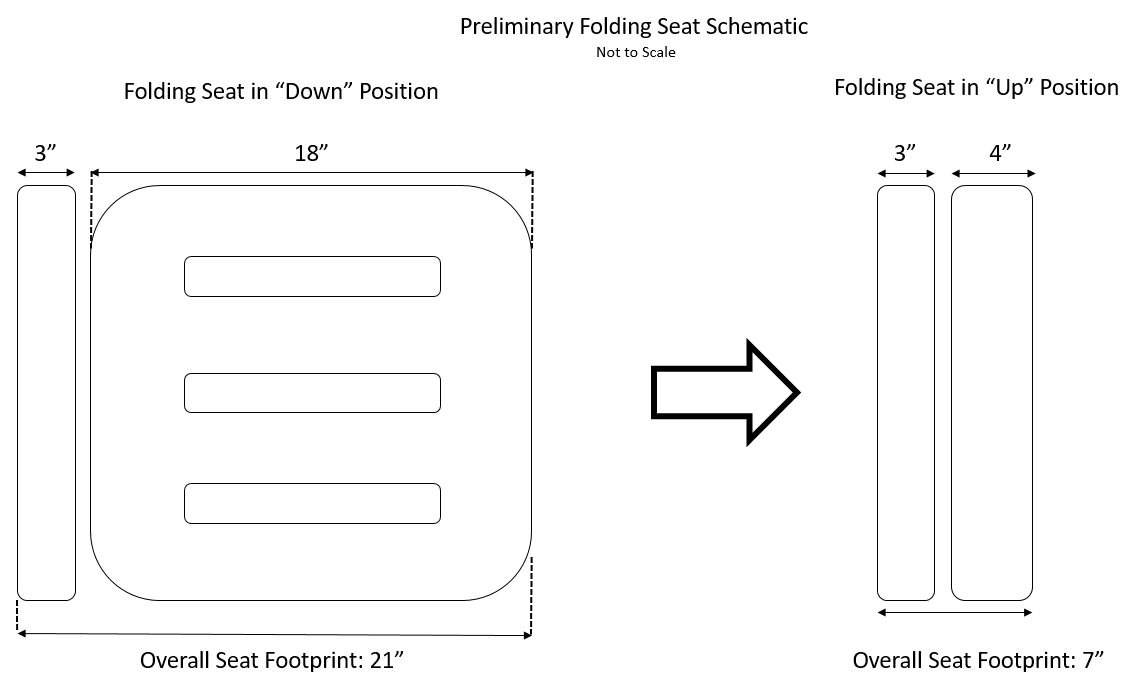 Preliminary Folding Seat Schematic
Not to Scale
Folding Seat in “Down” Position
Folding Seat in “Up” Position
3”
18”
3”
4”
Overall Seat Footprint: 21”
Overall Seat Footprint: 7”